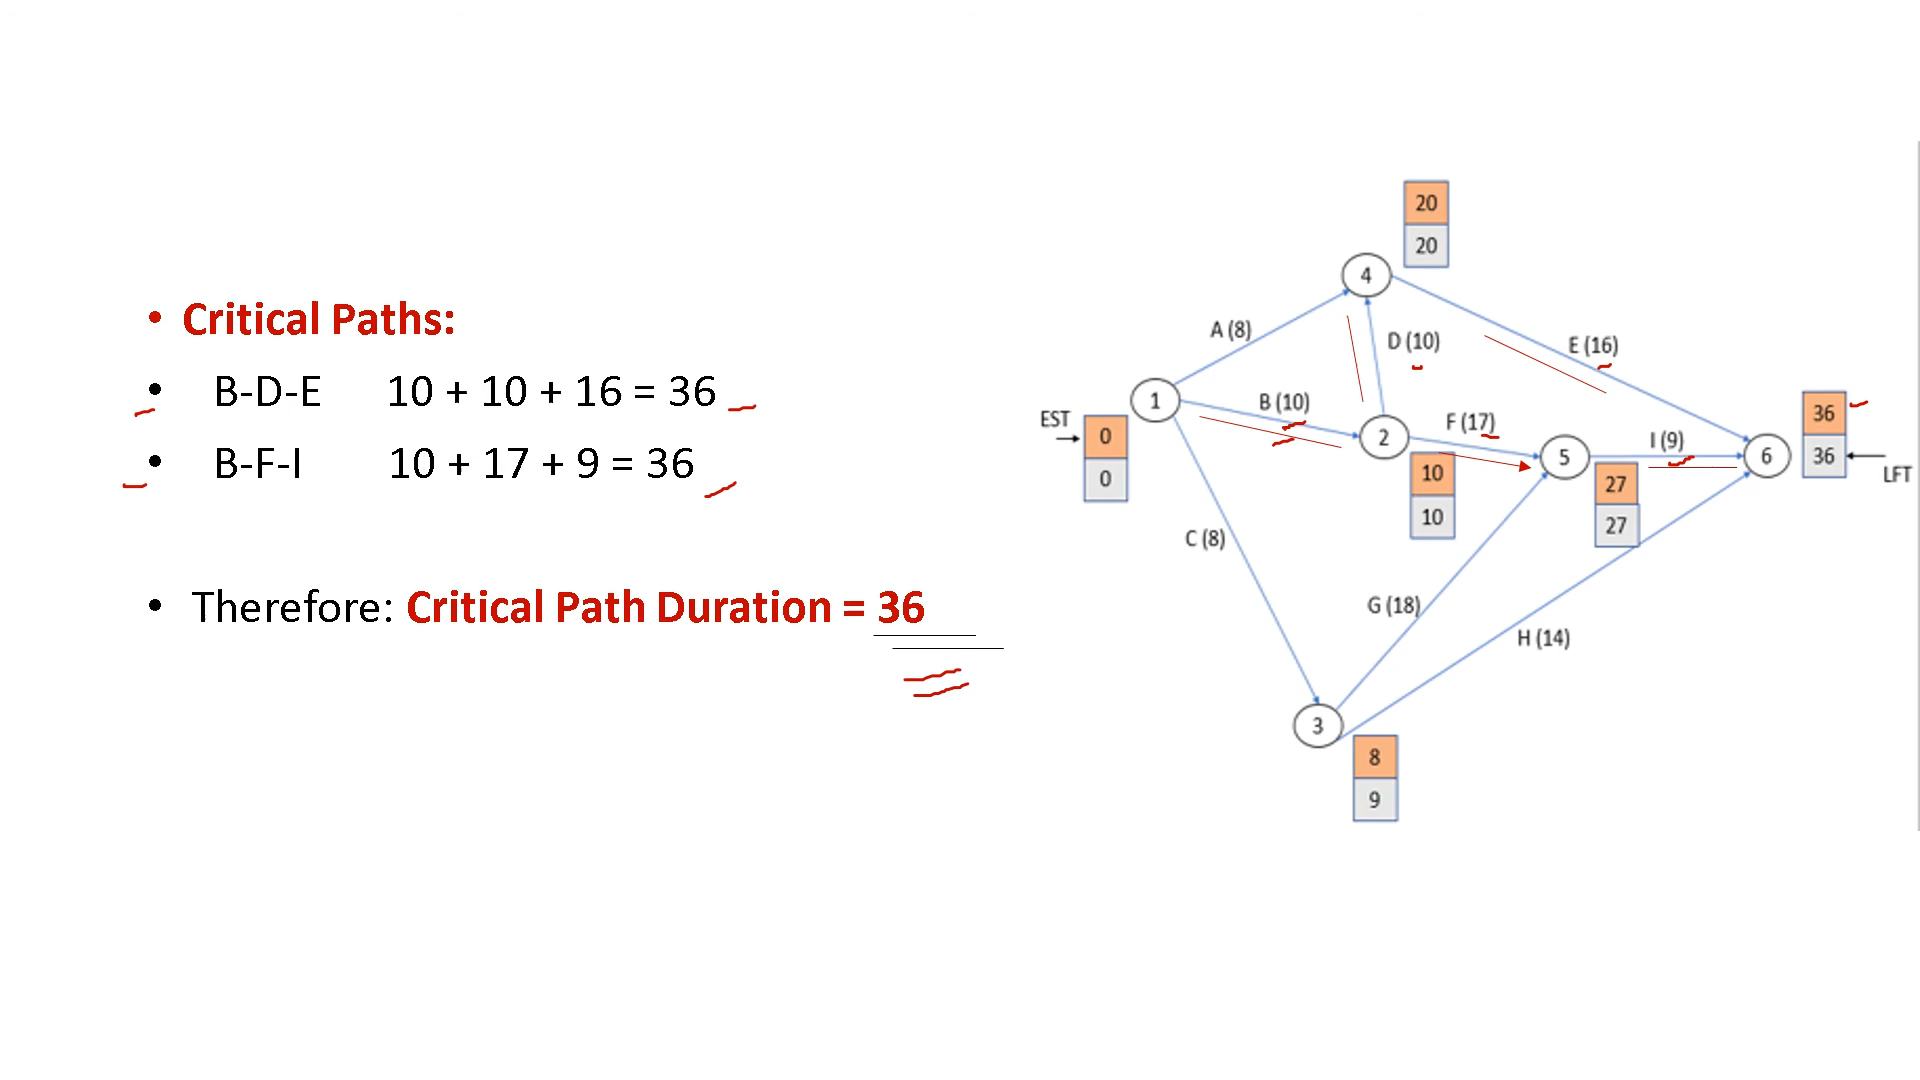 • Critical Paths:
• B-D-E 10 + 10 + 16 = 36
• B-F-I 10 + 17 + 9 = 36
• Therefore: Critical Path Duration = 36
20
20
4
A (8)
D (10)
E (16)
1
B (10)
EST
0
0
2
F (17)
10
10
5
I (9)
27
27
6
36
36
LFT
C (8)
G (18)
H (14)
3
8
9